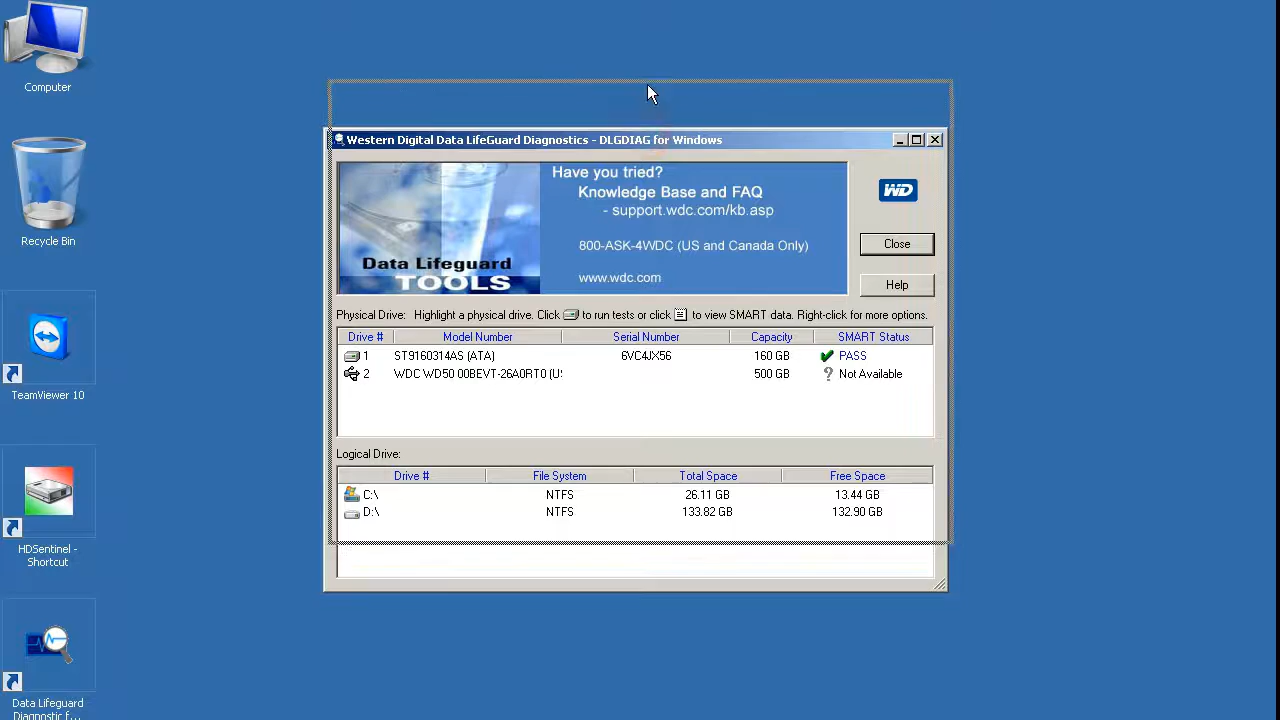 Computer
Recycle Bin
TeamViewer 10
HDSentinel -
Shortcut
Data Lifeguard
Diagnostic f...
Western Digital Data LifeGuard Diagnostics - DLGDIAG for Windows
Data Lifeguard
TOOLS
Have you tried?
Knowledge Base and FAQ
- support.wdc.com/kb.asp
800-ASK-4WDC (US and Canada Only)
www.wdc.com
WD
Close
Help
Physical Drive: Highlight a physical drive. Click to run tests or click to view SMART data. Right-click for more options.
Drive # Model Number Serial Number Capacity SMART Status
1 ST9160314AS (ATA) 6VC4JX56 160 GB PASS
2 WDC WD50 00BEVT-26A0RT0 (U 500 GB ? Not Available
Logical Drive:
Drive # File System Total Space Free Space
C:\ NTFS 26.11 GB 13.44 GB
D:\ NTFS 133.82 GB 132.90 GB